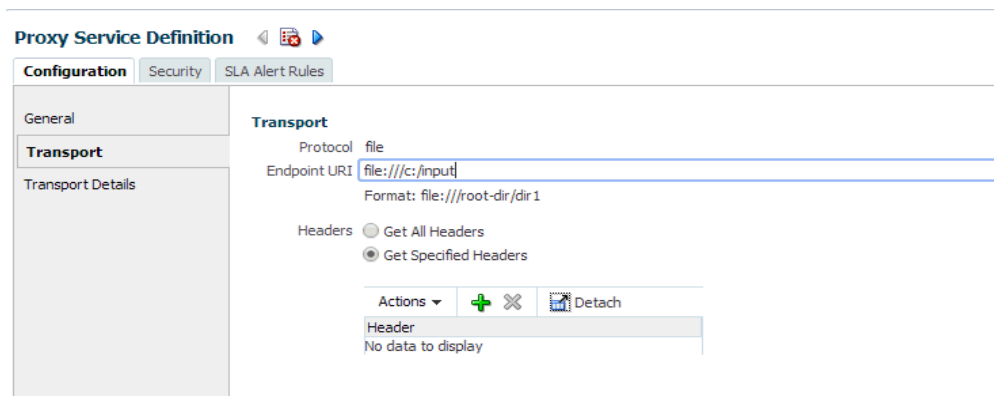 Proxy Service Definition
Configuration Security SLA Alert Rules
General
Transport
Transport Details
Transport
Protocol file
Endpoint URI file:///c:/input
Format: file:///root-dir/dir1
Headers Get All Headers
Get Specified Headers
Actions Detach
Header
No data to display